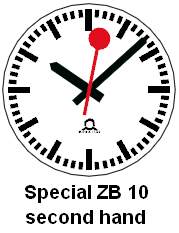 Special ZB 10
second hand